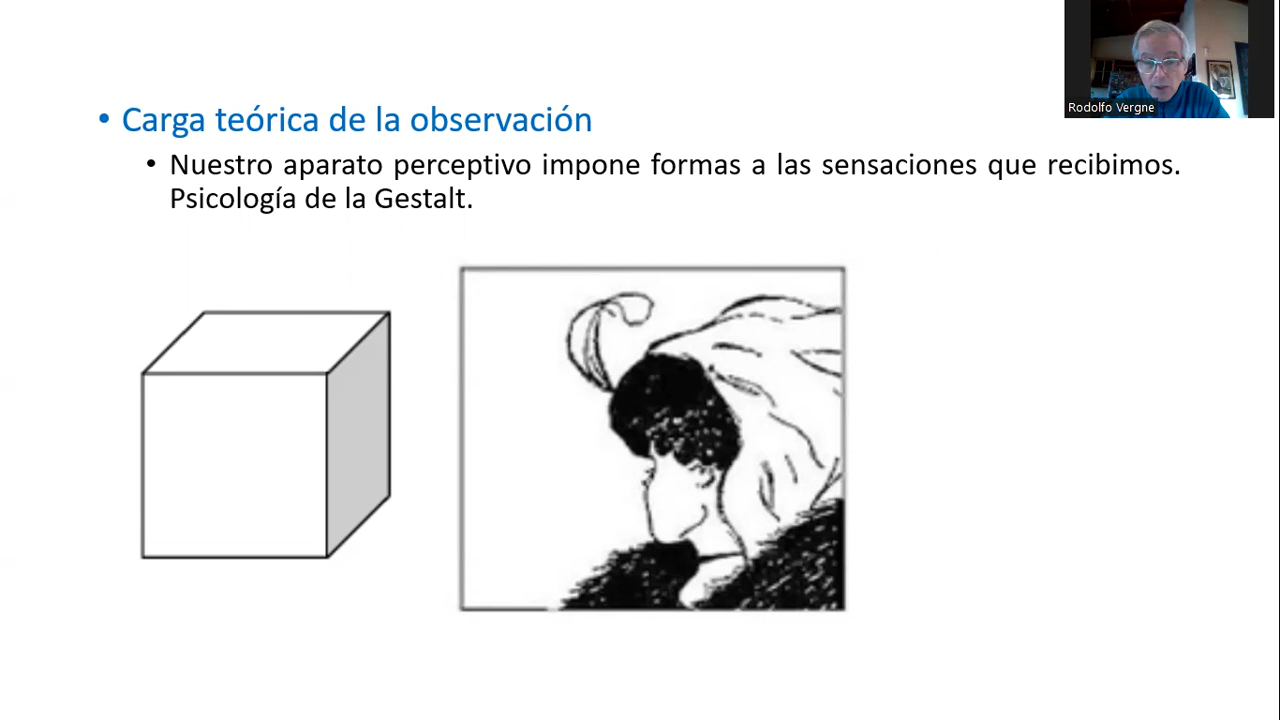 Rodolfo Vergne
• Carga teórica de la observación
• Nuestro aparato perceptivo impone formas a las sensaciones que recibimos.
Psicología de la Gestalt.